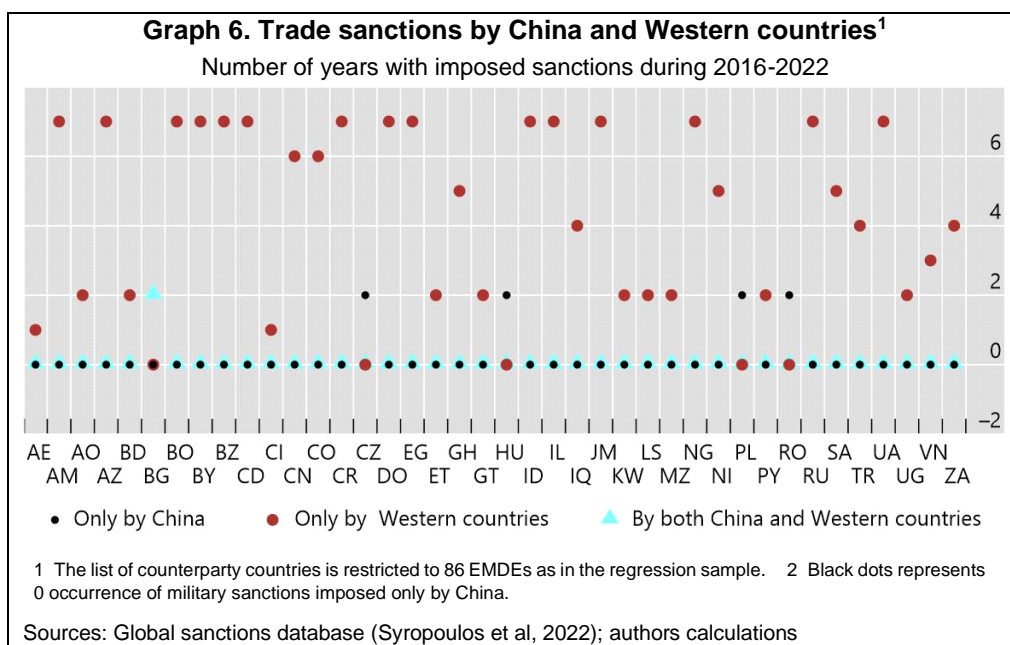 Graph 6. Trade sanctions by China and Western countries1
Number of years with imposed sanctions during 2016-2022
6
4
2
0
–2
AE AO BD BO BZ CI CO CZ EG GH HU IL JM LS NG PL RO SA UA VN
AM AZ BG BY CD CN CR DO ET GT ID IQ KW MZ NI PY RU TR UG ZA
Only by China Only by Western countries By both China and Western countries
1 The list of counterparty countries is restricted to 86 EMDEs as in the regression sample. 2 Black dots represents
0 occurrence of military sanctions imposed only by China.
Sources: Global sanctions database (Syropoulos et al, 2022); authors calculations